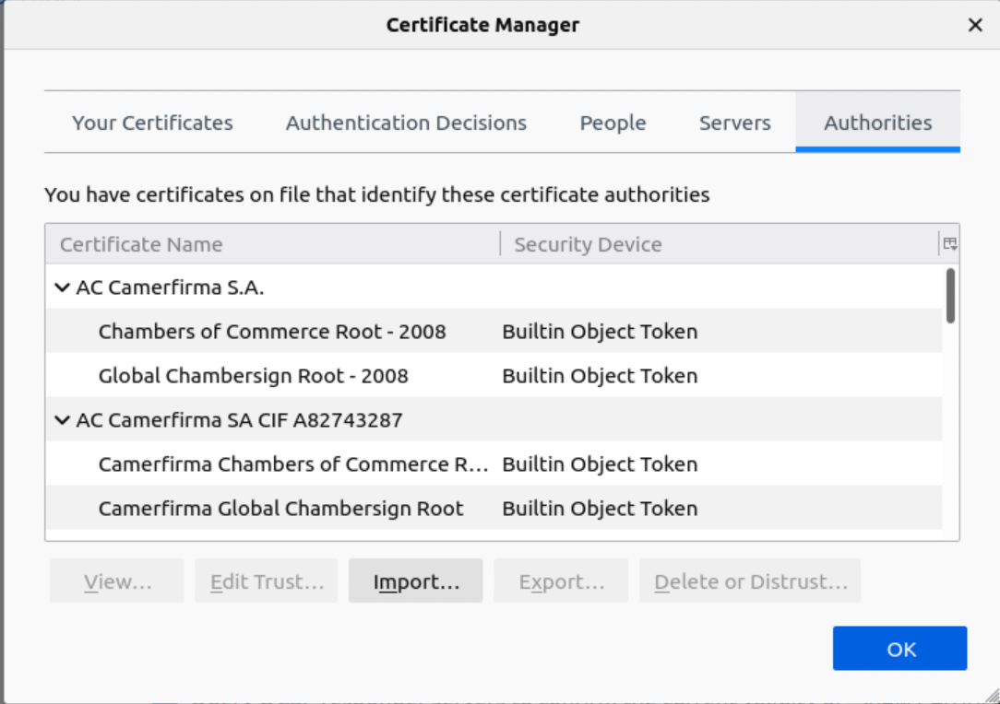 Certificate Manager
Your Certificates Authentication Decisions People Servers Authorities
You have certificates on file that identify these certificate authorities
Certificate Name Security Device
AC Camerfirma S.A.
Chambers of Commerce Root - 2008 Builtin Object Token
Global Chambersign Root - 2008 Builtin Object Token
AC Camerfirma SA CIF A82743287
Camerfirma Chambers of Commerce R... Builtin Object Token
Camerfirma Global Chambersign Root Builtin Object Token
View... Edit Trust... Import... Export... Delete or Distrust...
OK